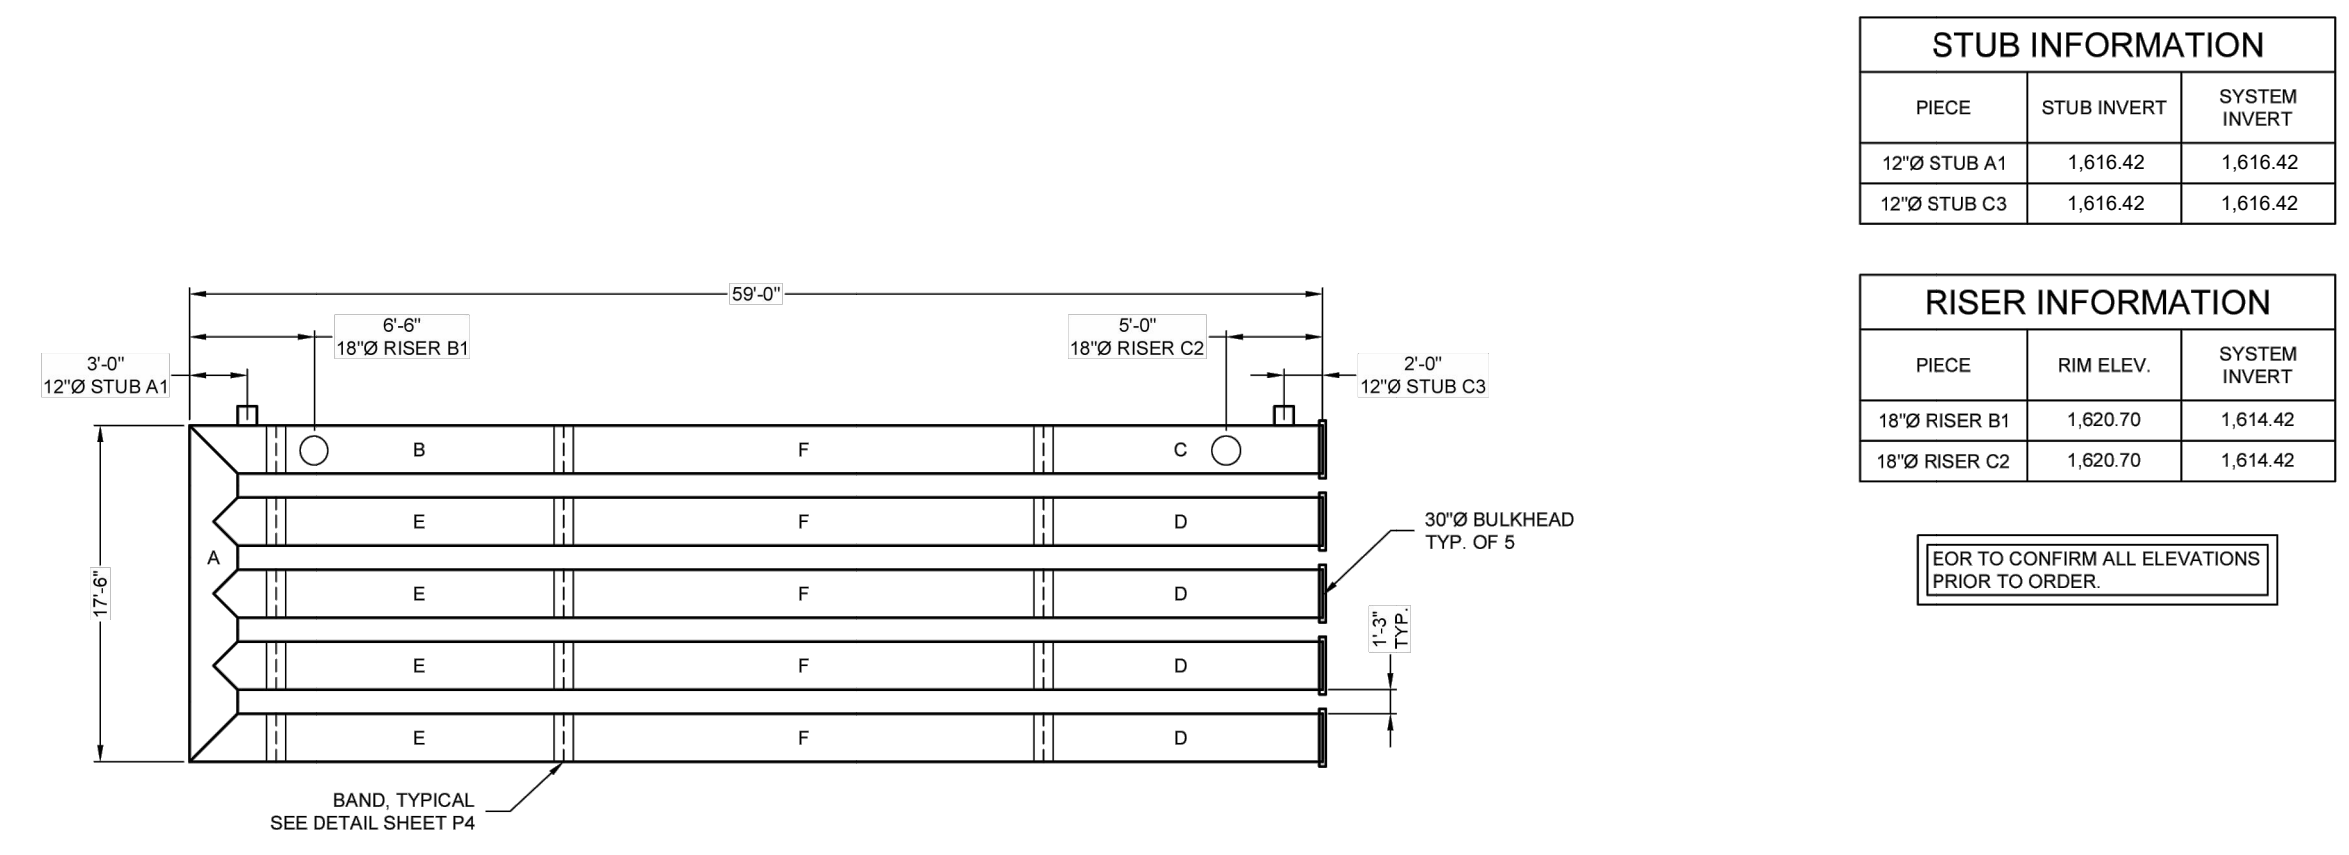 STUB INFORMATION
PIECE STUB INVERT SYSTEM INVERT
12"Ø STUB A1 1,616.42 1,616.42
12"Ø STUB C3 1,616.42 1,616.42
RISER INFORMATION
PIECE RIM ELEV. SYSTEM INVERT
18"Ø RISER B1 1,620.70 1,614.42
18"Ø RISER C2 1,620.70 1,614.42
EOR TO CONFIRM ALL ELEVATIONS
PRIOR TO ORDER.
59'-0"
6'-6"
18"Ø RISER B1
5'-0"
18"Ø RISER C2
3'-0"
12"Ø STUB A1
2'-0"
12"Ø STUB C3
B F C
E F D
30"Ø BULKHEAD
TYP. OF 5
A
17'-6"
E F D
1'-3"
TYP.
E F D
E F D
BAND, TYPICAL
SEE DETAIL SHEET P4